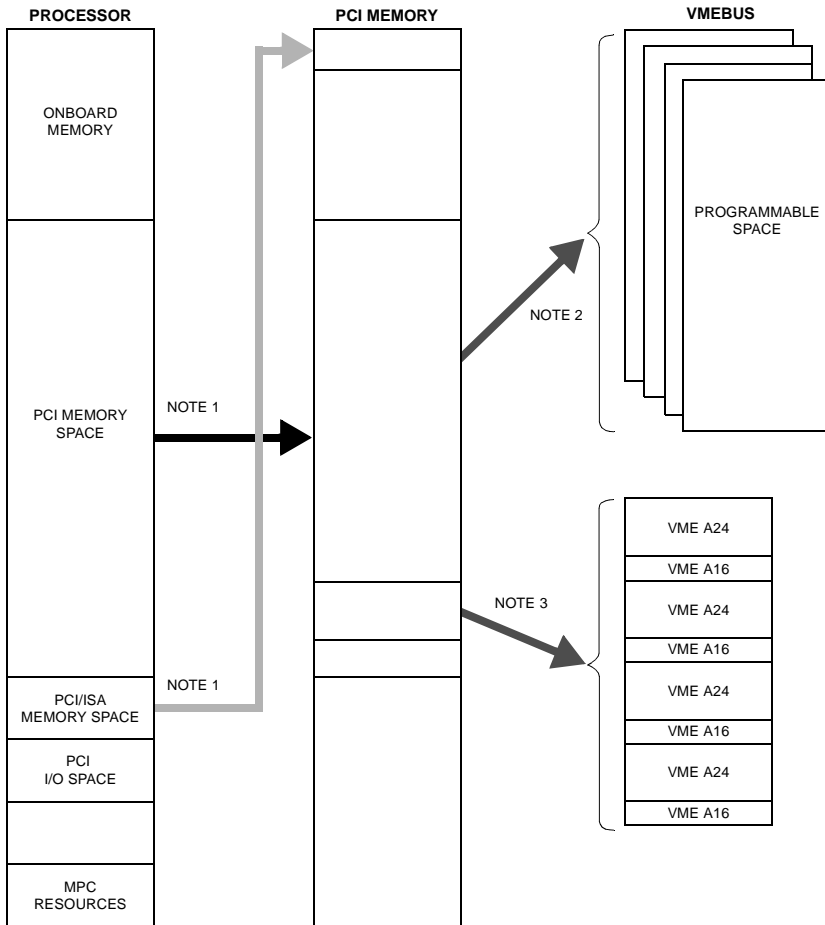 PROCESSOR
PCI MEMORY
VMEBUS
ONBOARD
MEMORY
PROGRAMMABLE
SPACE
NOTE 2
NOTE 1
PCI MEMORY
SPACE
VME A24
VME A16
NOTE 3
VME A24
VME A16
NOTE 1
VME A24
PCI/ISA
MEMORY SPACE
VME A16
PCI
I/O SPACE
VME A24
VME A16
MPC
RESOURCES